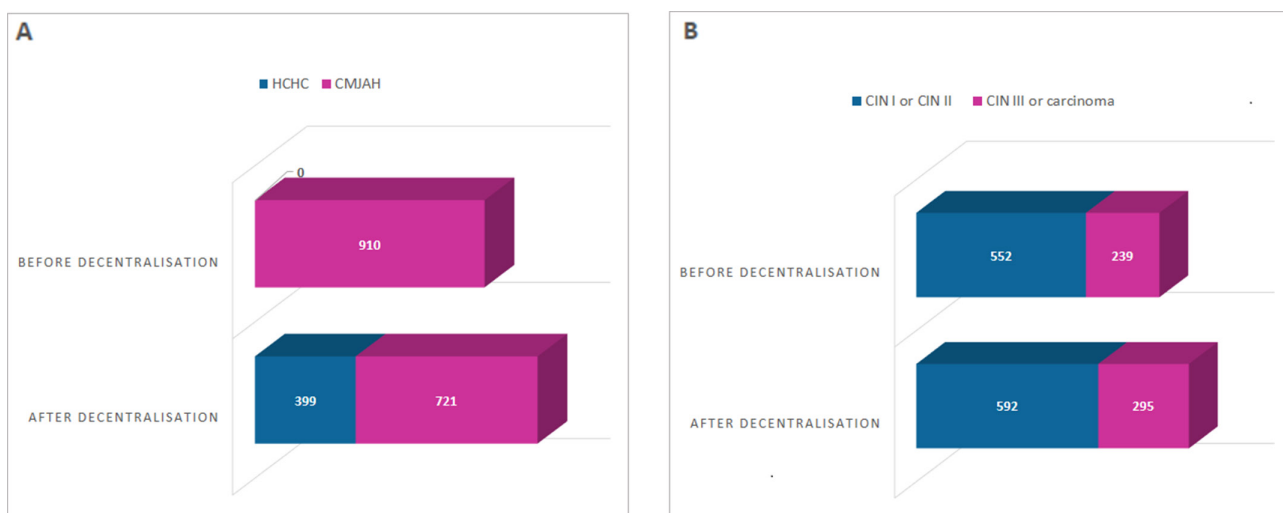 A
HCHC CMJAH
0
910
BEFORE DECENTRALISATION
399 721
AFTER DECENTRALISATION
B
CIN I or CIN II CIN III or carcinoma
552 239
BEFORE DECENTRALISATION
592 295
AFTER DECENTRALISATION